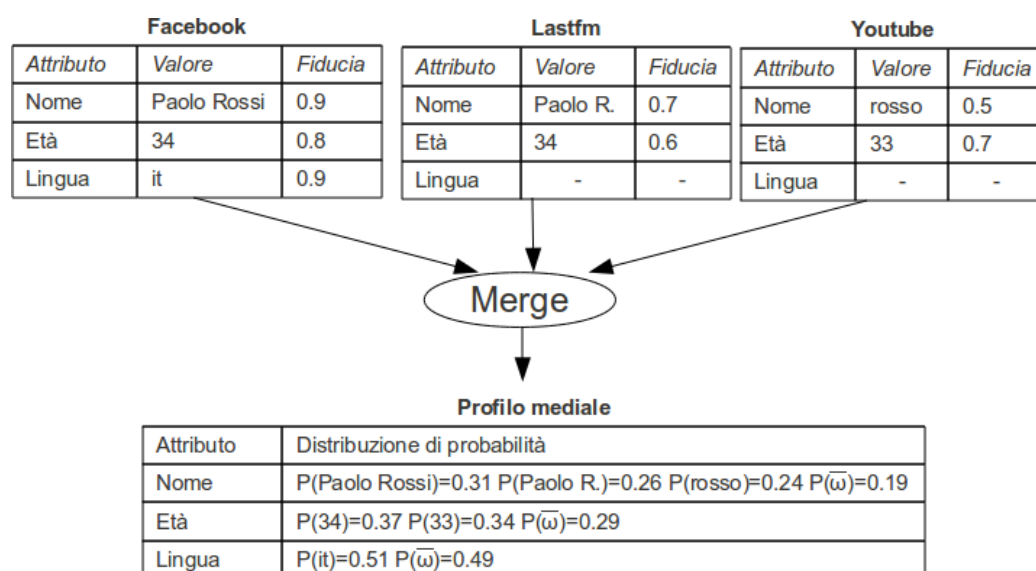 Facebook
Attributo Valore Fiducia
Nome Paolo Rossi 0.9
Età 34 0.8
Lingua it 0.9
Lastfm
Attributo Valore Fiducia
Nome Paolo R. 0.7
Età 34 0.6
Lingua - -
Youtube
Attributo Valore Fiducia
Nome rosso 0.5
Età 33 0.7
Lingua - -
Merge
Profilo mediale
Attributo Distribuzione di probabilità
Nome P(Paolo Rossi)=0.31 P(Paolo R.)=0.26 P(rosso)=0.24 P(ω̅)=0.19
Età P(34)=0.37 P(33)=0.34 P(ω̅)=0.29
Lingua P(it)=0.51 P(ω̅)=0.49